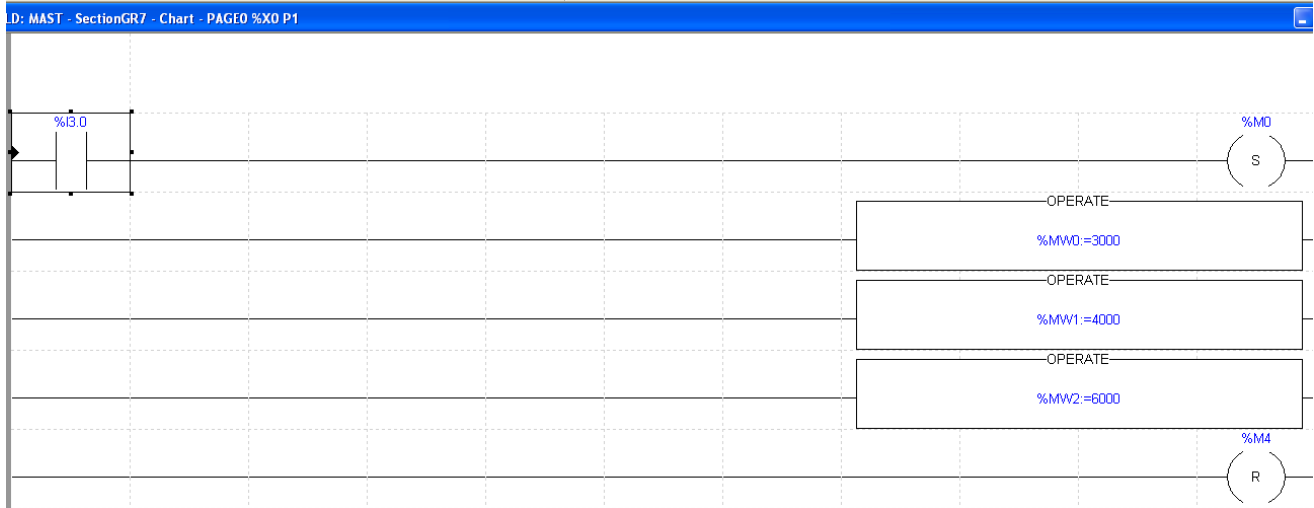 LD: MAST - SectionGR7 - Chart - PAGE0 %X0 P1
%I3.0
%M0
S
OPERATE
%MW0:=3000
OPERATE
%MW1:=4000
OPERATE
%MW2:=6000
%M4
R